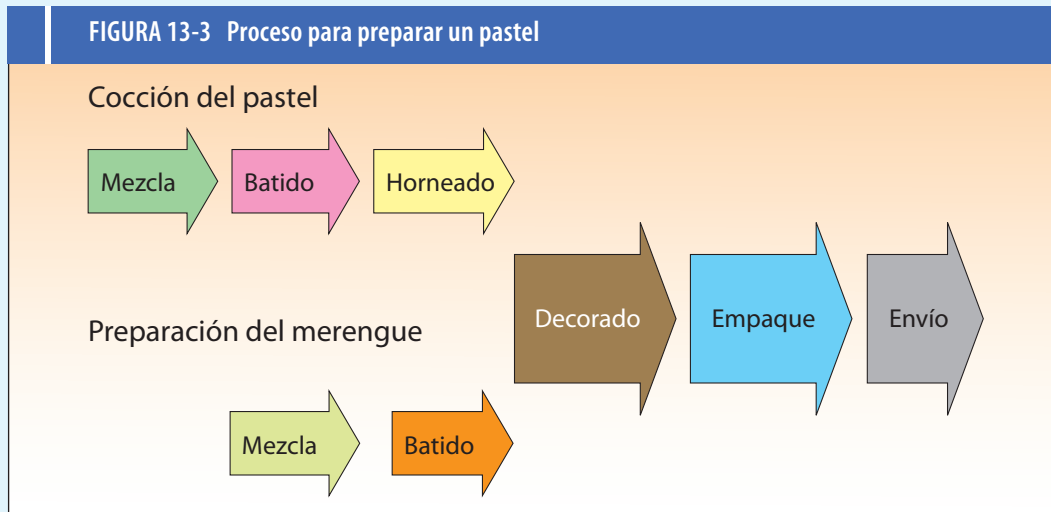 FIGURA 13-3 Proceso para preparar un pastel
Cocción del pastel
Mezcla
Batido
Horneado
Decorado
Empaque
Envío
Preparación del merengue
Mezcla
Batido